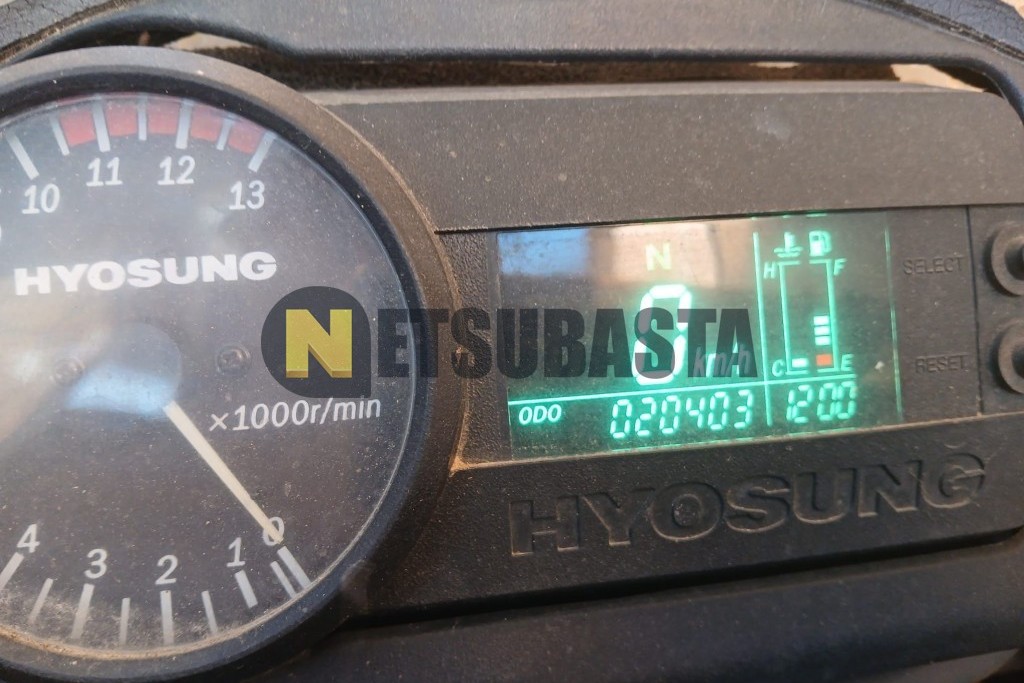 10 11 12 13
HYOSUNG
×1000r/min
4 3 2 1 0
N
0 km/h
ODO 020403 1200
H F
C E
SELECT
RESET
HYOSUNG
NETSUBASTA